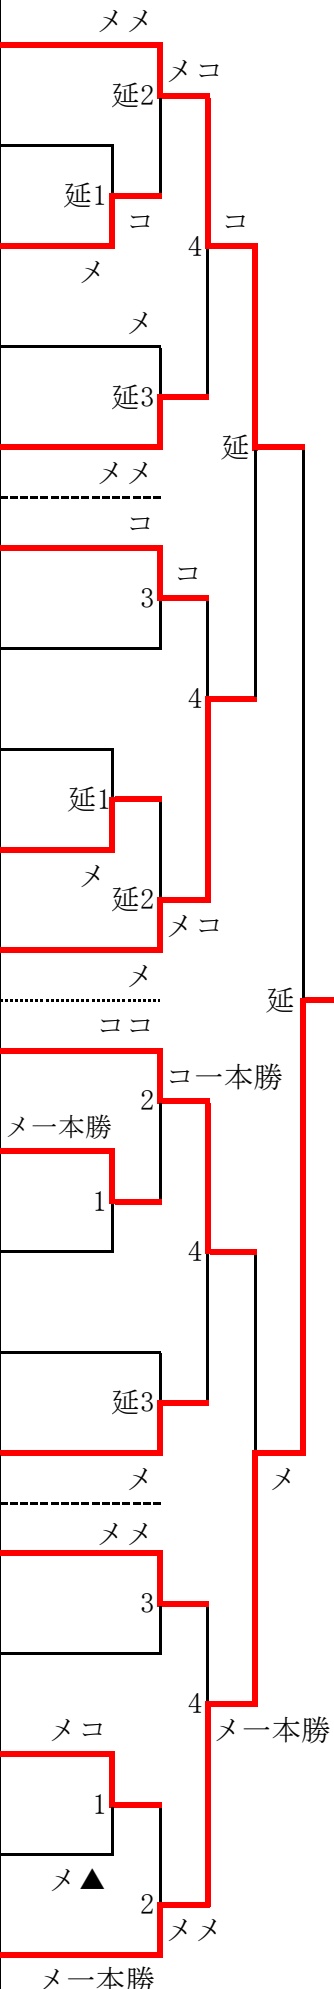 メメ
メコ
延2
延1
コ
コ
4
メ
メ
延3
延
メメ
コ
コ
3
4
延1
メ
延2
メコ
メ
延
ココ
コ一本勝
2
メ一本勝
1
4
延3
メ
メ
メメ
3
4
メ一本勝
メコ
1
メ▲
2
メメ
メ一本勝